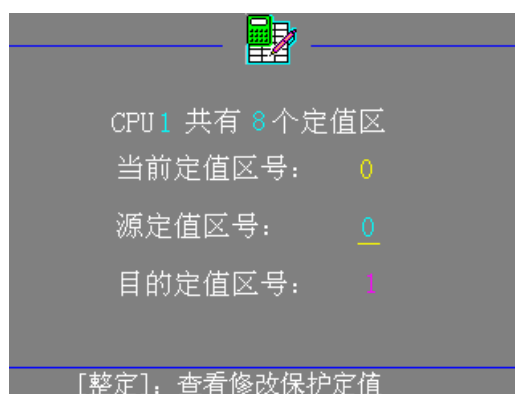 CPU1 共有 8个定值区
当前定值区号： 0
源定值区号： 0
目的定值区号： 1
[整定]：查看修改保护定值